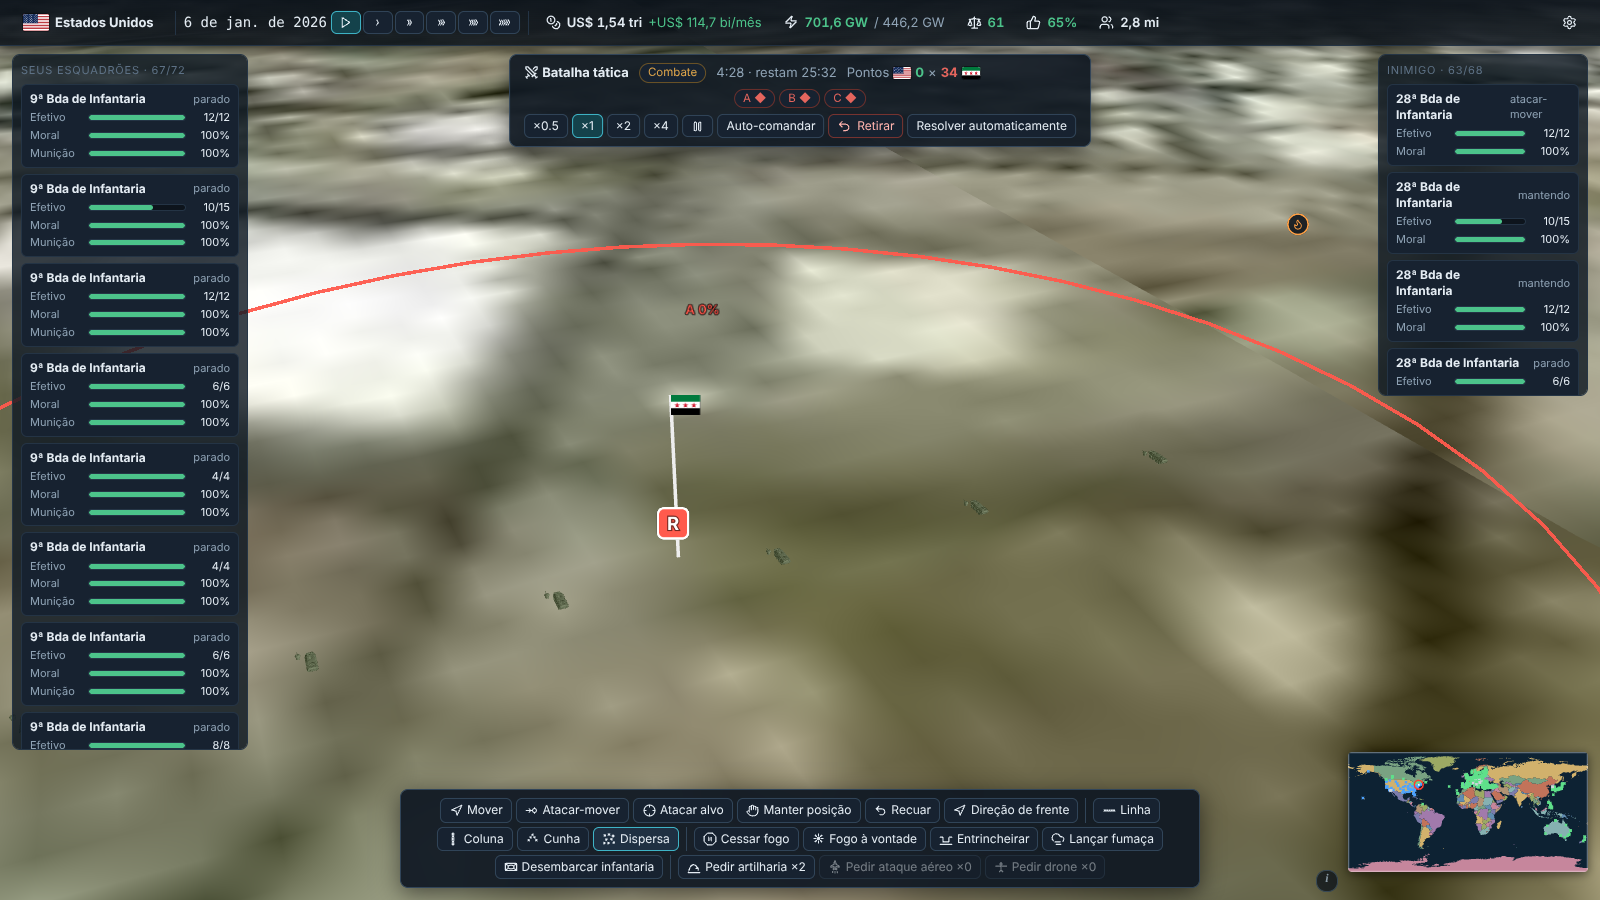 Estados Unidos
6 de jan. de 2026
US$ 1,54 tri +US$ 114,7 bi/mês
701,6 GW / 446,2 GW
61
65%
2,8 mi
SEUS ESQUADRÕES · 67/72
9ª Bda de Infantaria parado
Efetivo 12/12
Moral 100%
Munição 100%
9ª Bda de Infantaria parado
Efetivo 10/15
Moral 100%
Munição 100%
9ª Bda de Infantaria parado
Efetivo 12/12
Moral 100%
Munição 100%
9ª Bda de Infantaria parado
Efetivo 6/6
Moral 100%
Munição 100%
9ª Bda de Infantaria parado
Efetivo 4/4
Moral 100%
Munição 100%
9ª Bda de Infantaria parado
Efetivo 4/4
Moral 100%
Munição 100%
9ª Bda de Infantaria parado
Efetivo 6/6
Moral 100%
Munição 100%
9ª Bda de Infantaria parado
Efetivo 8/8
Batalha tática Combate 4:28 · restam 25:32 Pontos 0 × 34
A B C
×0.5 ×1 ×2 ×4 Auto-comandar Retirar Resolver automaticamente
A 0%
R
INIMIGO · 63/68
28ª Bda de Infantaria atacar-mover
Efetivo 12/12
Moral 100%
28ª Bda de Infantaria mantendo
Efetivo 10/15
Moral 100%
28ª Bda de Infantaria mantendo
Efetivo 12/12
Moral 100%
28ª Bda de Infantaria parado
Efetivo 6/6
Mover Atacar-mover Atacar alvo Manter posição Recuar Direção de frente Linha
Coluna Cunha Dispersa Cessar fogo Fogo à vontade Entrincheirar Lançar fumaça
Desembarcar infantaria Pedir artilharia ×2 Pedir ataque aéreo ×0 Pedir drone ×0
i